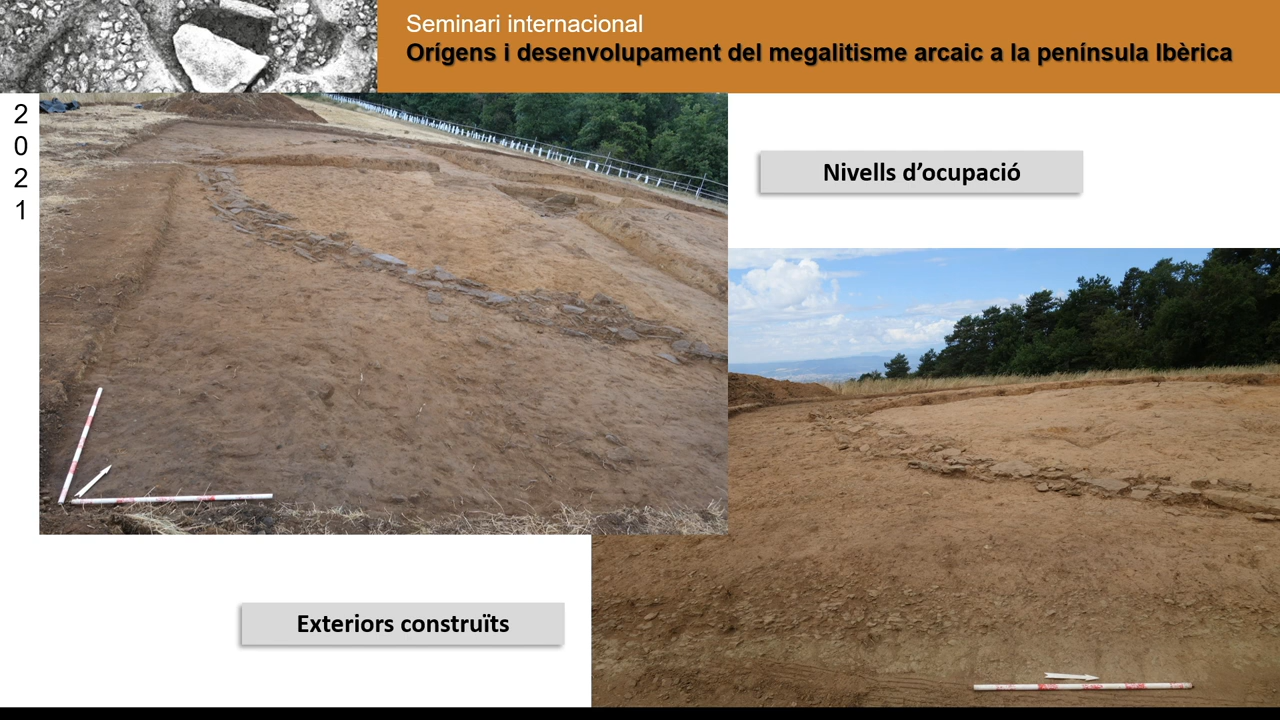 Seminari internacional
Orígens i desenvolupament del megalitisme arcaic a la península Ibèrica
2
0
2
1
Nivells d’ocupació
Exteriors construïts